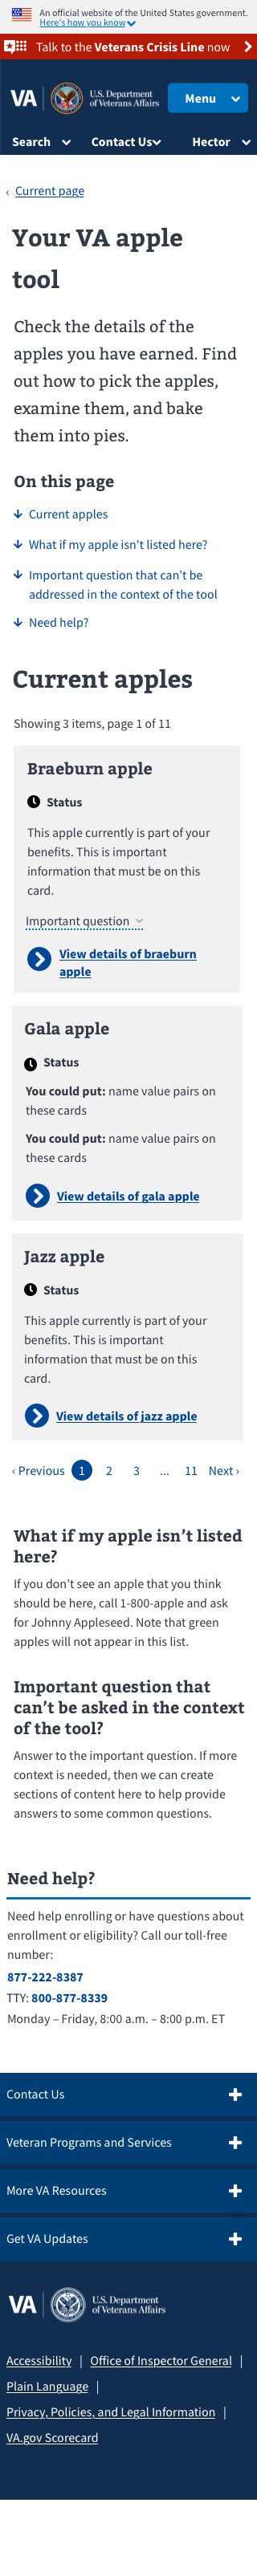 An official website of the United States government.
Here's how you know
Talk to the Veterans Crisis Line now
VA U.S. Department of Veterans Affairs
Menu
Search Contact Us Hector
‹ Current page
Your VA apple
tool
Check the details of the
apples you have earned. Find
out how to pick the apples,
examine them, and bake
them into pies.
On this page
Current apples
What if my apple isn't listed here?
Important question that can’t be
addressed in the context of the tool
Need help?
Current apples
Showing 3 items, page 1 of 11
Braeburn apple
Status
This apple currently is part of your
benefits. This is important
information that must be on this
card.
Important question
View details of braeburn
apple
Gala apple
Status
You could put: name value pairs on
these cards
You could put: name value pairs on
these cards
View details of gala apple
Jazz apple
Status
This apple currently is part of your
benefits. This is important
information that must be on this
card.
View details of jazz apple
‹ Previous 1 2 3 ... 11 Next ›
What if my apple isn’t listed
here?
If you don’t see an apple that you think
should be here, call 1-800-apple and ask
for Johnny Appleseed. Note that green
apples will not appear in this list.
Important question that
can’t be asked in the context
of the tool?
Answer to the important question. If more
context is needed, then we can create
sections of content here to help provide
answers to some common questions.
Need help?
Need help enrolling or have questions about
enrollment or eligibility? Call our toll-free
number:
877-222-8387
TTY: 800-877-8339
Monday – Friday, 8:00 a.m. – 8:00 p.m. ET
Contact Us
Veteran Programs and Services
More VA Resources
Get VA Updates
VA U.S. Department of Veterans Affairs
Accessibility | Office of Inspector General |
Plain Language |
Privacy, Policies, and Legal Information |
VA.gov Scorecard